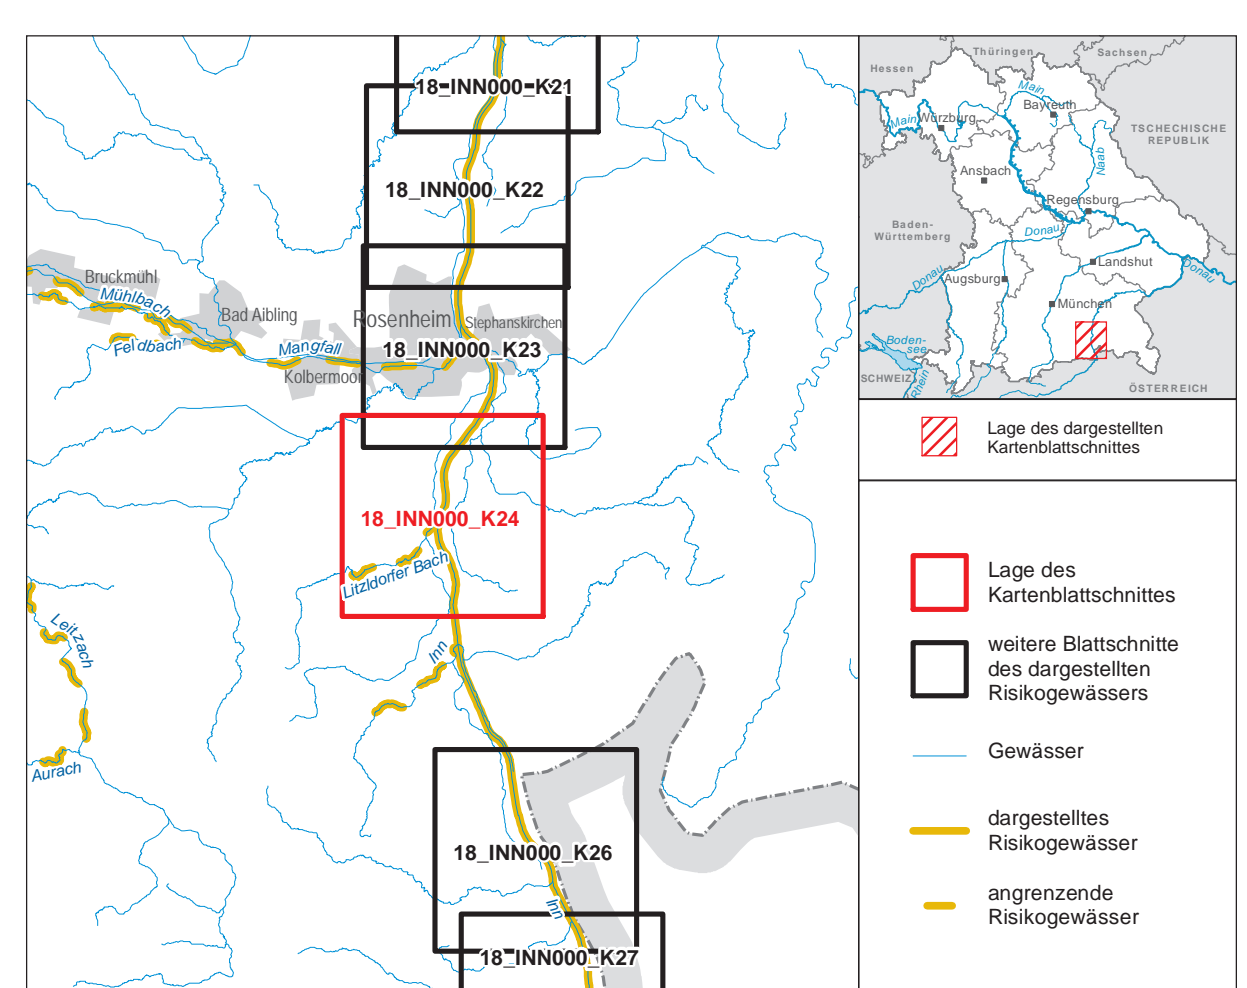 18_INN000_K21
18_INN000_K22
Bruckmühl
Mühlbach
Bad Aibling
Rosenheim
Stephanskirchen
Feldbach
Mangfall
18_INN000_K23
Kolbermoor
18_INN000_K24
Litzldorfer Bach
Leitzach
Inn
Aurach
18_INN000_K26
Inn
18_INN000_K27
Thüringen
Sachsen
Hessen
Main
Bayreuth
Main
Würzburg
TSCHECHISCHE
REPUBLIK
Naab
Ansbach
Regensburg
Baden-
Württemberg
Donau
Landshut
Donau
Donau
Augsburg
München
Boden-
see
SCHWEIZ
Rhein
ÖSTERREICH
Lage des dargestellten
Kartenblattschnittes
Lage des
Kartenblattschnittes
weitere Blattschnitte
des dargestellten
Risikogewässers
Gewässer
dargestelltes
Risikogewässer
angrenzende
Risikogewässer